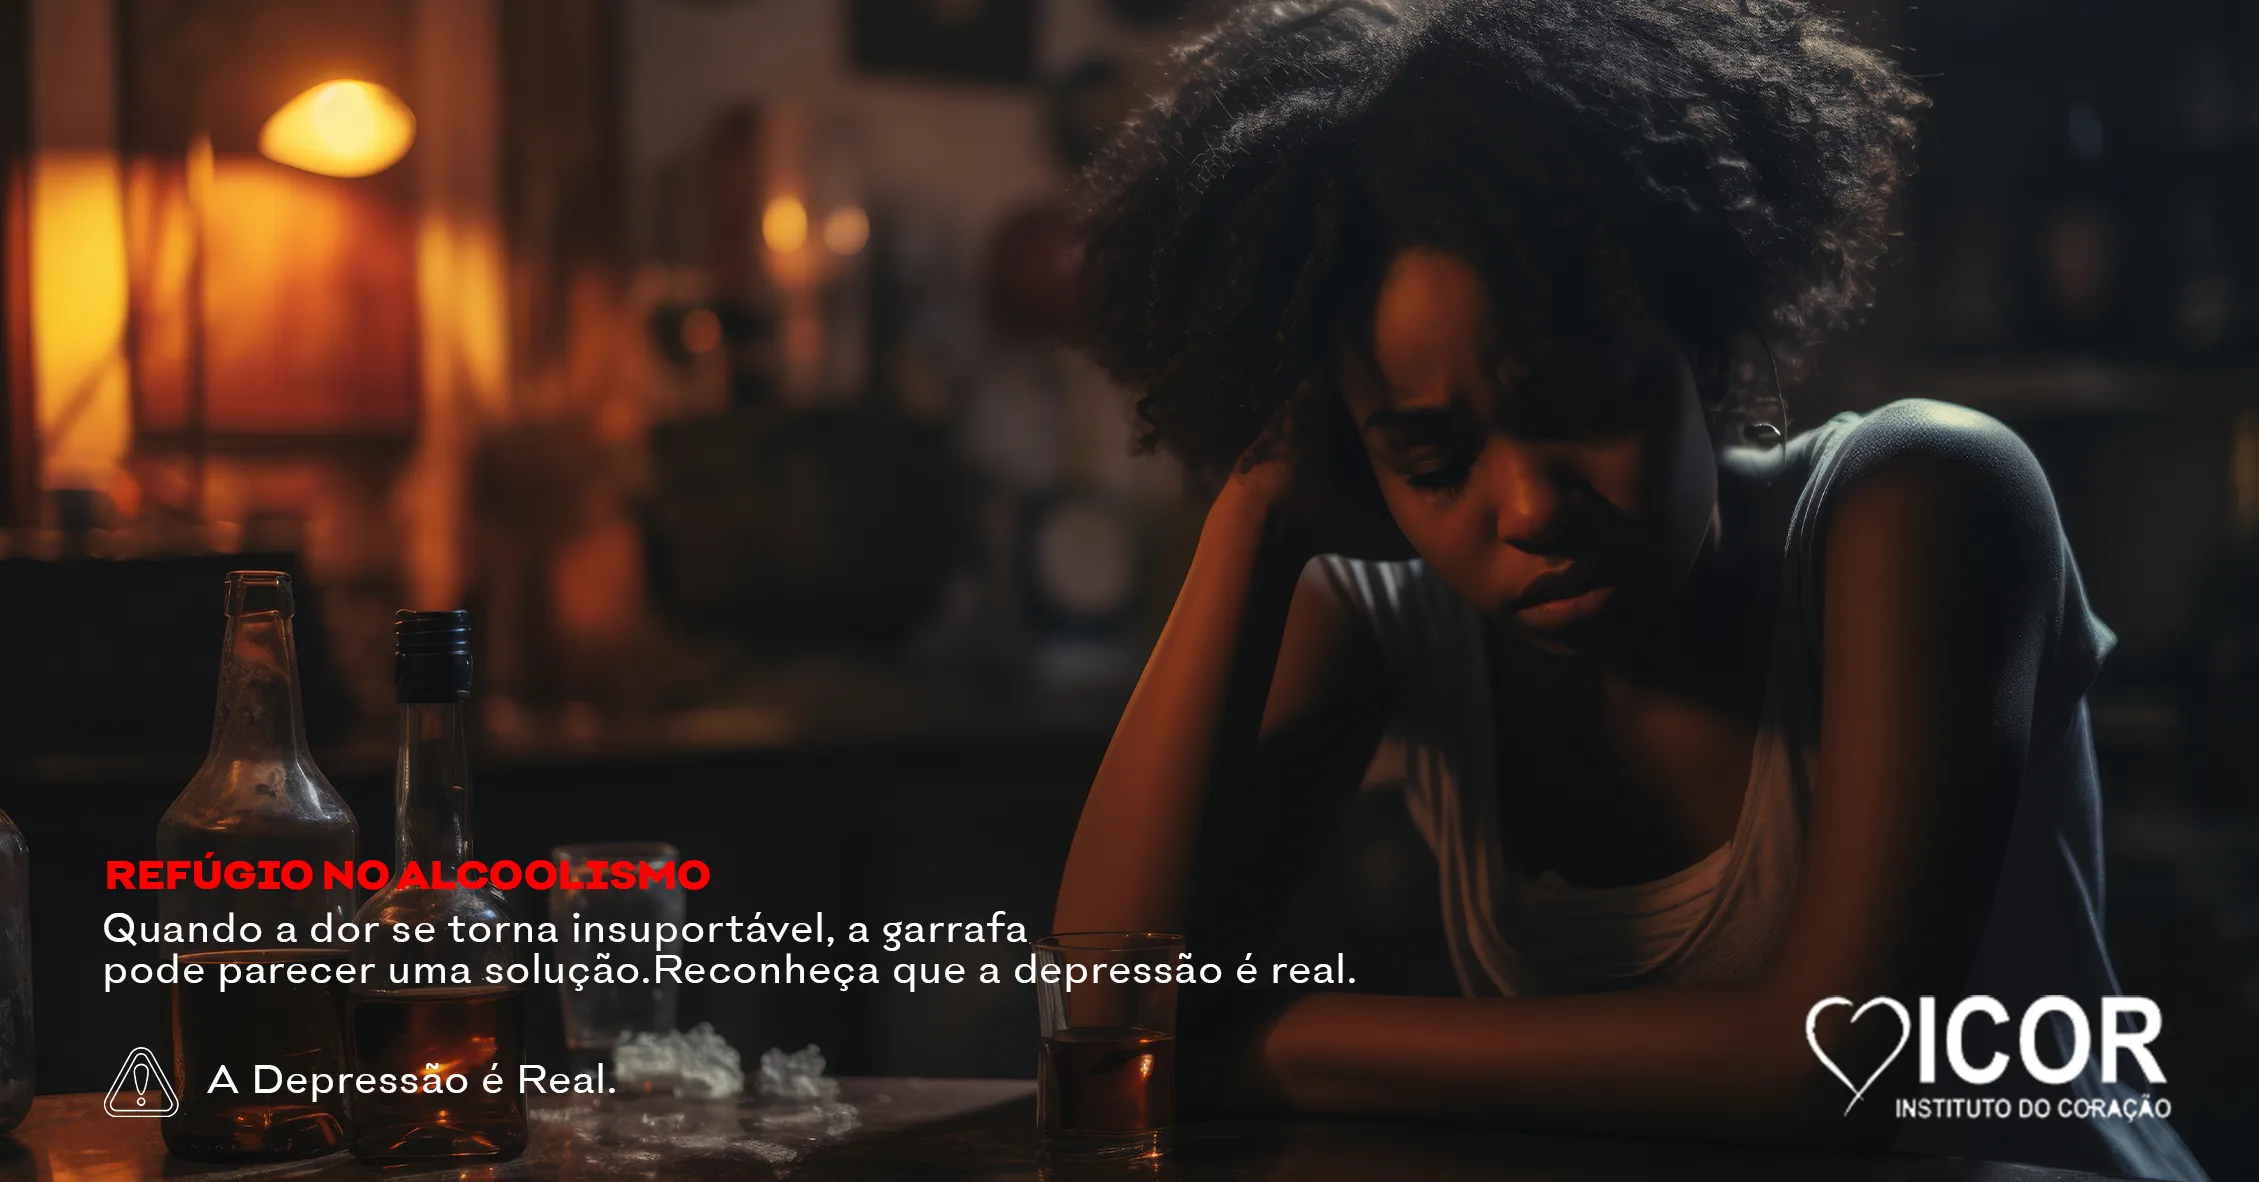 REFÚGIO NO ALCOOLISMO
Quando a dor se torna insuportável, a garrafa
pode parecer uma solução.Reconheça que a depressão é real.
A Depressão é Real.
ICOR
INSTITUTO DO CORAÇÃO